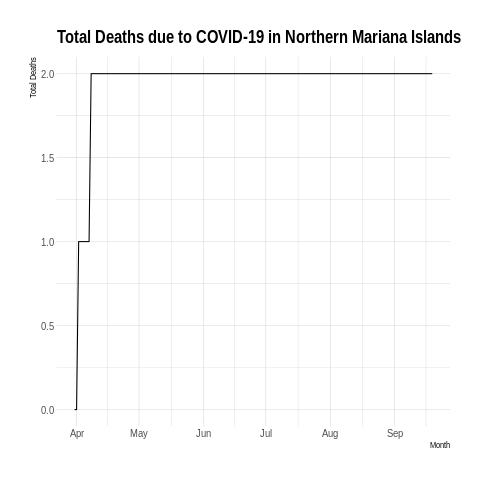 Total Deaths due to COVID-19 in Northern Mariana Islands
Total Deaths
2.0
1.5
1.0
0.5
0.0
Apr May Jun Jul Aug Sep
Month